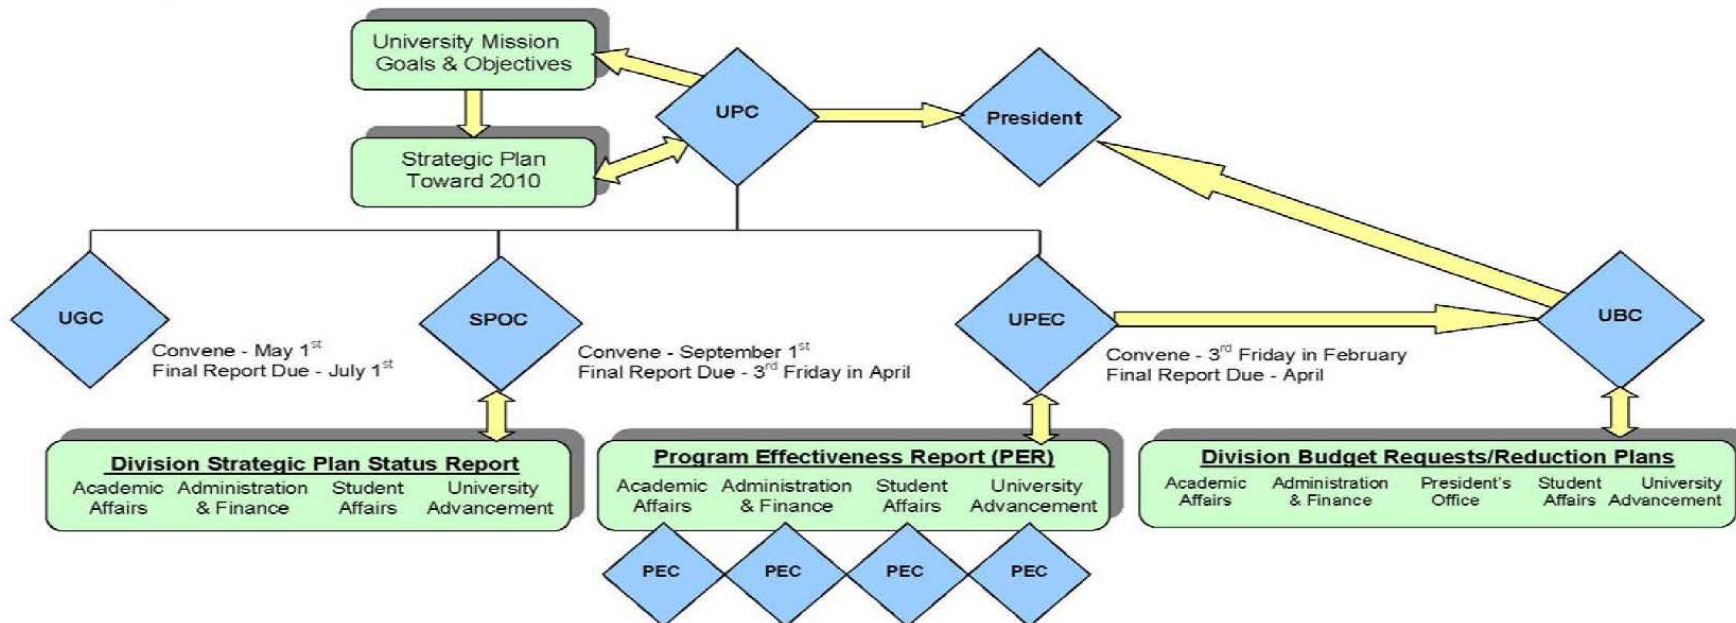 University Mission
Goals & Objectives
UPC
President
Strategic Plan
Toward 2010
UGC
Convene - May 1st
Final Report Due - July 1st
SPOC
Convene - September 1st
Final Report Due - 3rd Friday in April
UPEC
Convene - 3rd Friday in February
Final Report Due - April
UBC
Division Strategic Plan Status Report
Academic Affairs
Administration & Finance
Student Affairs
University Advancement
Program Effectiveness Report (PER)
Academic Affairs
Administration & Finance
Student Affairs
University Advancement
Division Budget Requests/Reduction Plans
Academic Affairs
Administration & Finance
President's Office
Student Affairs
University Advancement
PEC
PEC
PEC
PEC